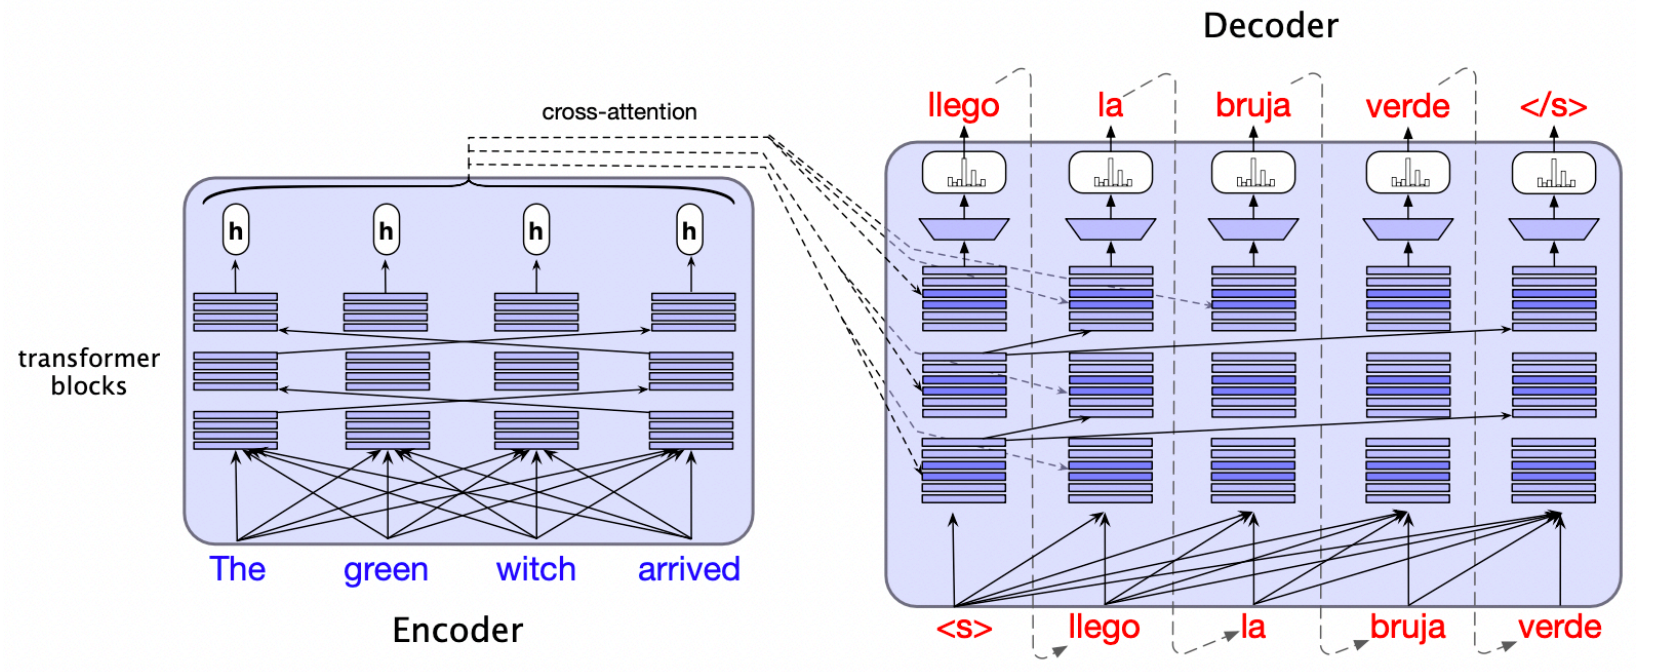 Decoder
llego la bruja verde </s>
cross-attention
h h h h
transformer
blocks
The green witch arrived
Encoder
<s> llego la bruja verde